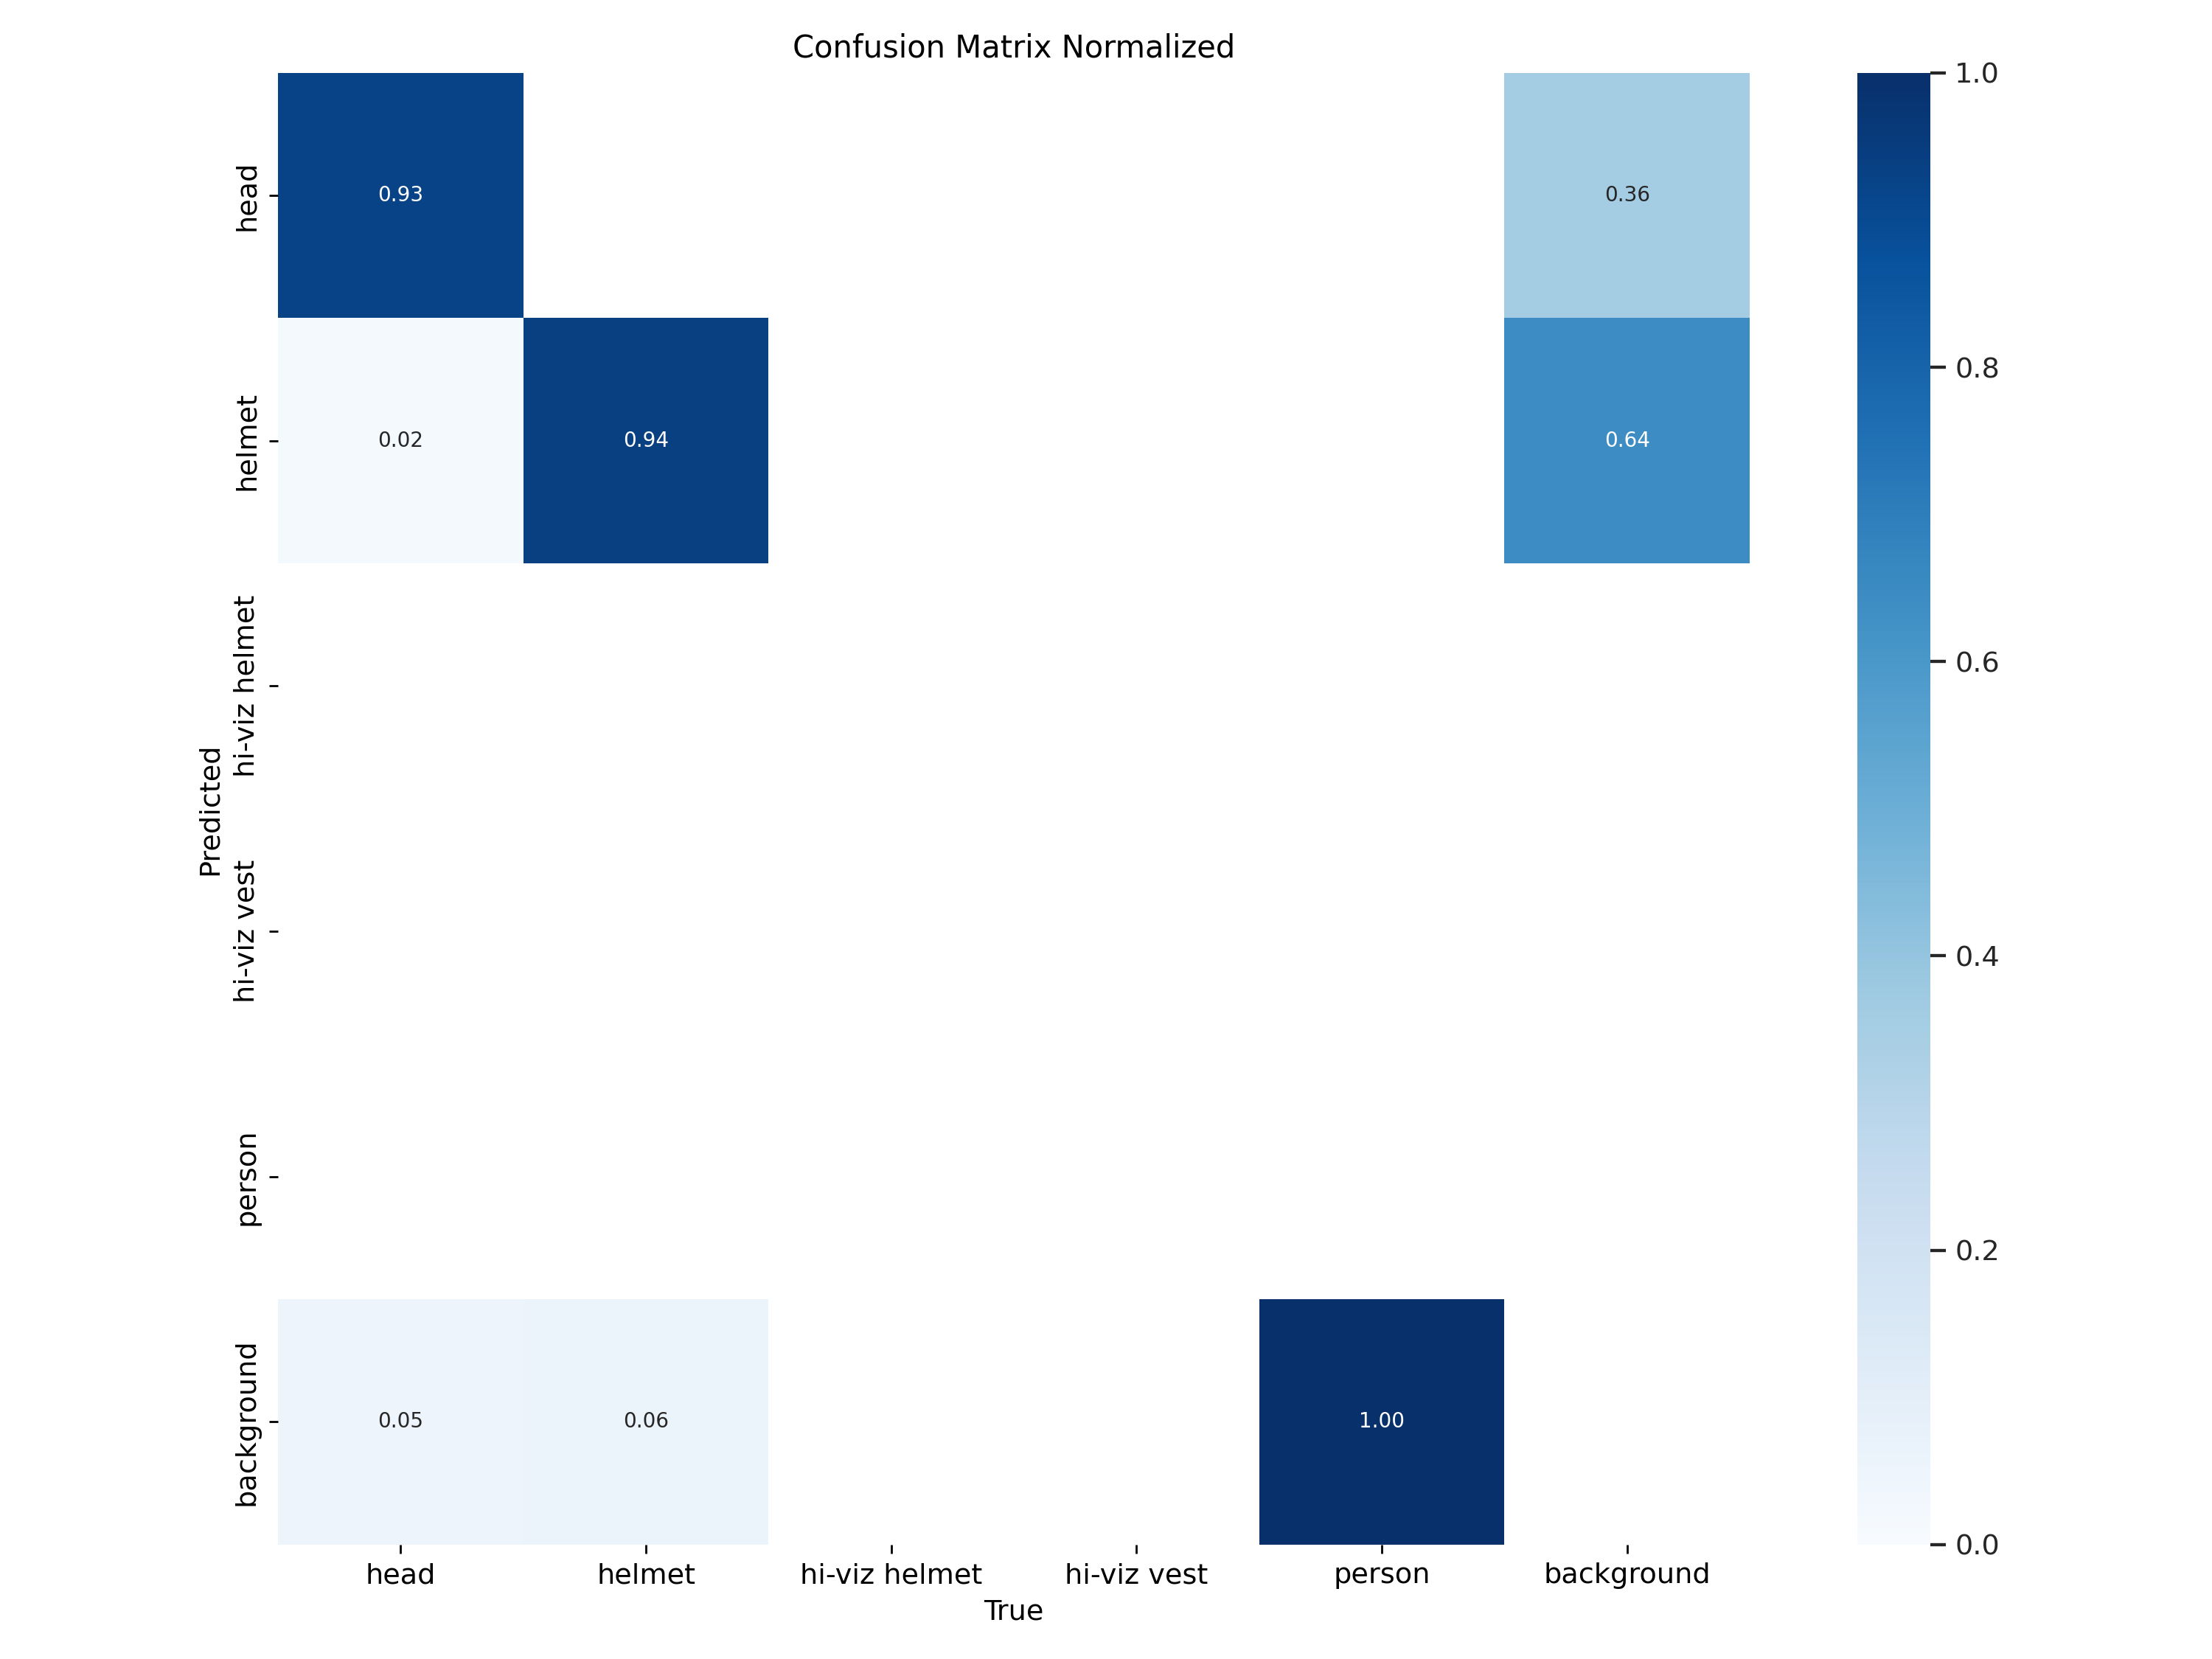 Confusion Matrix Normalized
head
helmet
hi-viz helmet
hi-viz vest
person
background
Predicted
0.93
0.36
0.02
0.94
0.64
0.05
0.06
1.00
head
helmet
hi-viz helmet
hi-viz vest
person
background
True
1.0
0.8
0.6
0.4
0.2
0.0